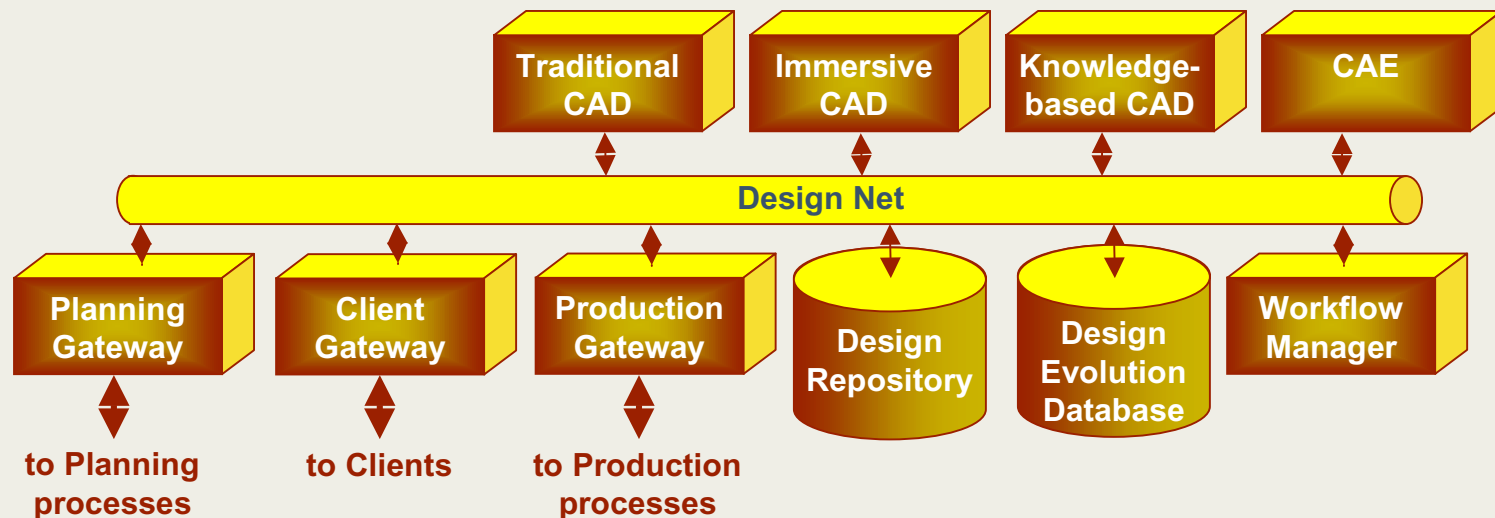 Traditional
CAD
Immersive
CAD
Knowledge-
based CAD
CAE
Design Net
Planning
Gateway
Client
Gateway
Production
Gateway
Design
Repository
Design
Evolution
Database
Workflow
Manager
to Planning
processes
to Clients
to Production
processes